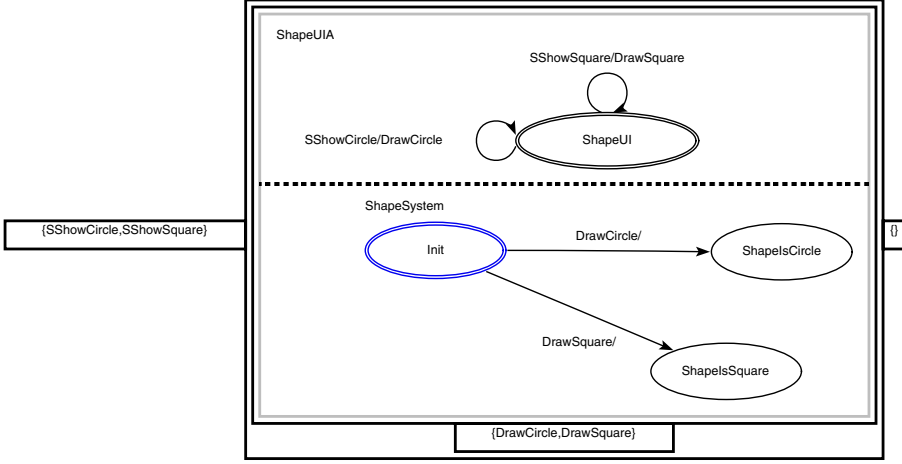 ShapeUIA
SShowSquare/DrawSquare
SShowCircle/DrawCircle
ShapeUI
ShapeSystem
{SShowCircle,SShowSquare}
{}
Init
DrawCircle/
ShapeIsCircle
DrawSquare/
ShapeIsSquare
{DrawCircle,DrawSquare}